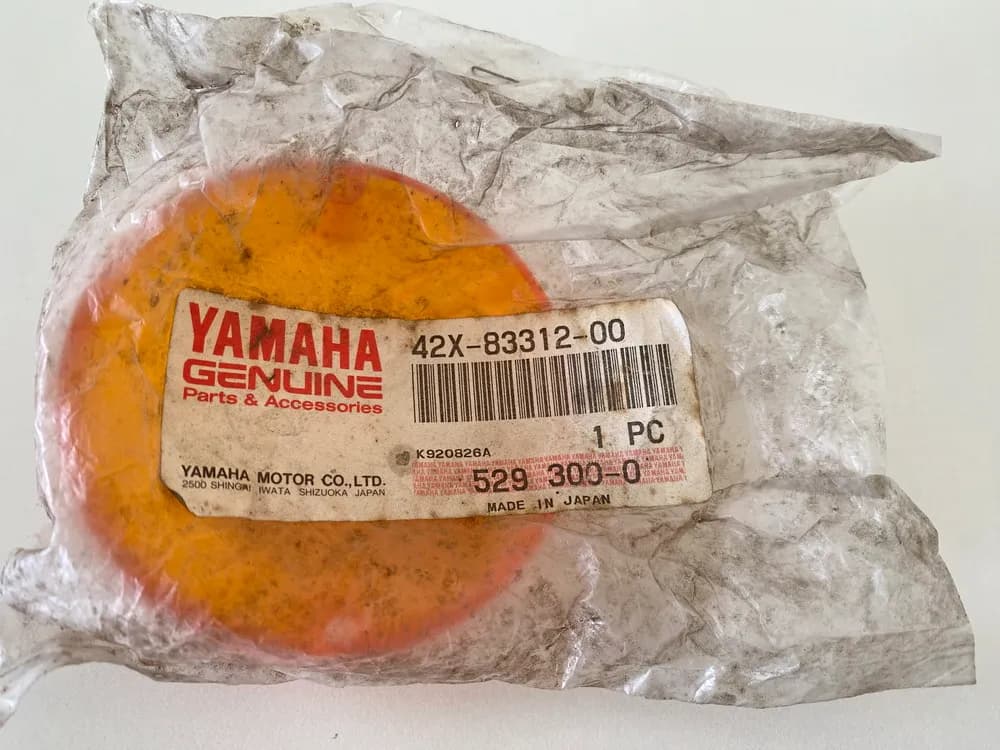 YAMAHA
GENUINE
Parts & Accessories
YAMAHA MOTOR CO.,LTD.
2500 SHINGAI IWATA SHIZUOKA JAPAN
42X-83312-00
1 PC
K920826A
529 300-0
MADE IN JAPAN